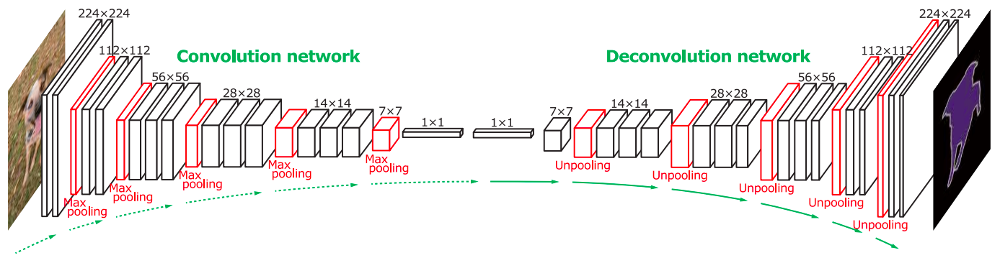 224×224
112×112
56×56
28×28
14×14
7×7
1×1
1×1
7×7
14×14
28×28
56×56
112×112
224×224
Convolution network
Deconvolution network
Max
pooling
Max
pooling
Max
pooling
Max
pooling
Max
pooling
Unpooling
Unpooling
Unpooling
Unpooling
Unpooling